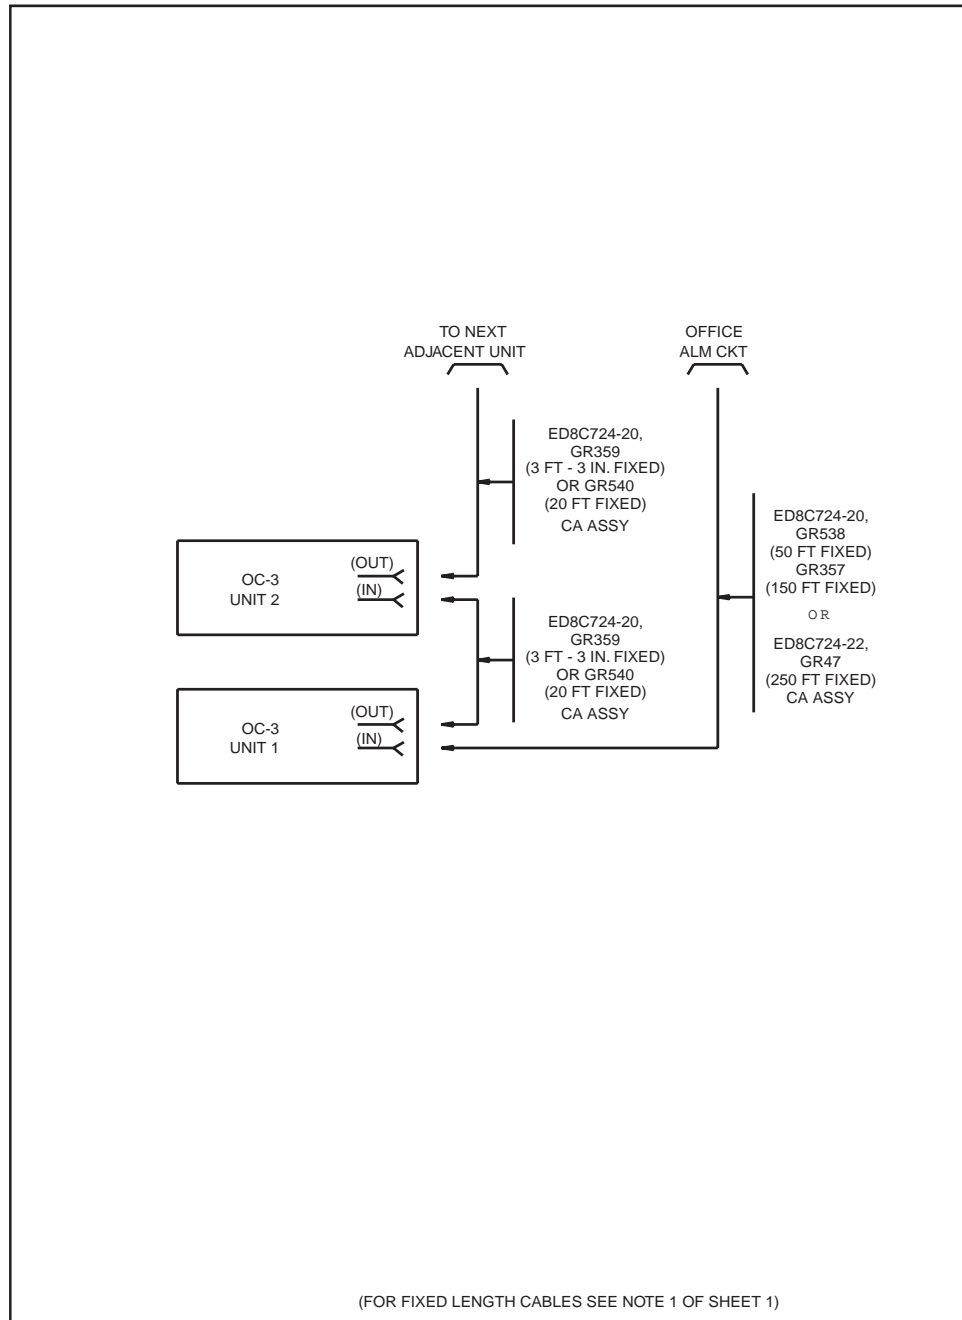 TO NEXT
ADJACENT UNIT
OFFICE
ALM CKT
ED8C724-20,
GR359
(3 FT - 3 IN. FIXED)
OR GR540
(20 FT FIXED)
CA ASSY
ED8C724-20,
GR538
(50 FT FIXED)
GR357
(150 FT FIXED)
OR
ED8C724-22,
GR47
(250 FT FIXED)
CA ASSY
OC-3
UNIT 2
(OUT)
(IN)
ED8C724-20,
GR359
(3 FT - 3 IN. FIXED)
OR GR540
(20 FT FIXED)
CA ASSY
OC-3
UNIT 1
(OUT)
(IN)
(FOR FIXED LENGTH CABLES SEE NOTE 1 OF SHEET 1)